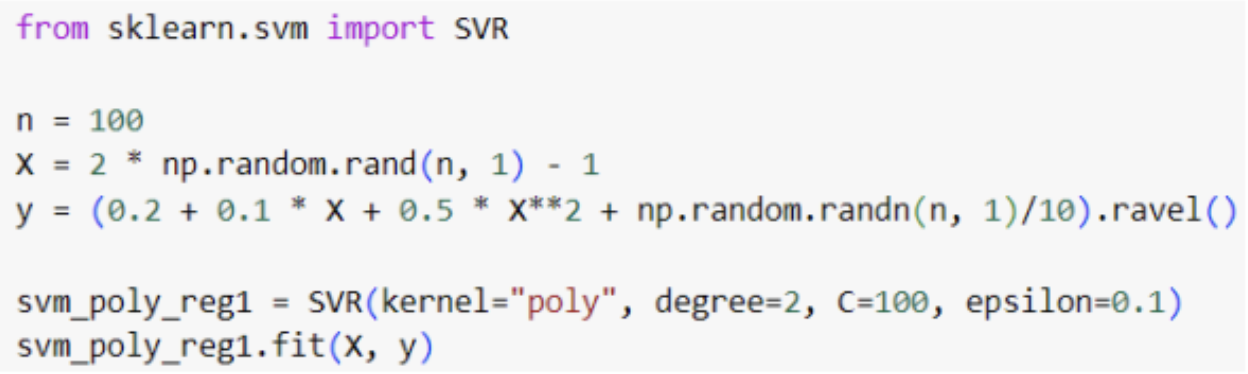 from sklearn.svm import SVR
n = 100
X = 2 * np.random.rand(n, 1) - 1
y = (0.2 + 0.1 * X + 0.5 * X**2 + np.random.randn(n, 1)/10).ravel()
svm_poly_reg1 = SVR(kernel="poly", degree=2, C=100, epsilon=0.1)
svm_poly_reg1.fit(X, y)